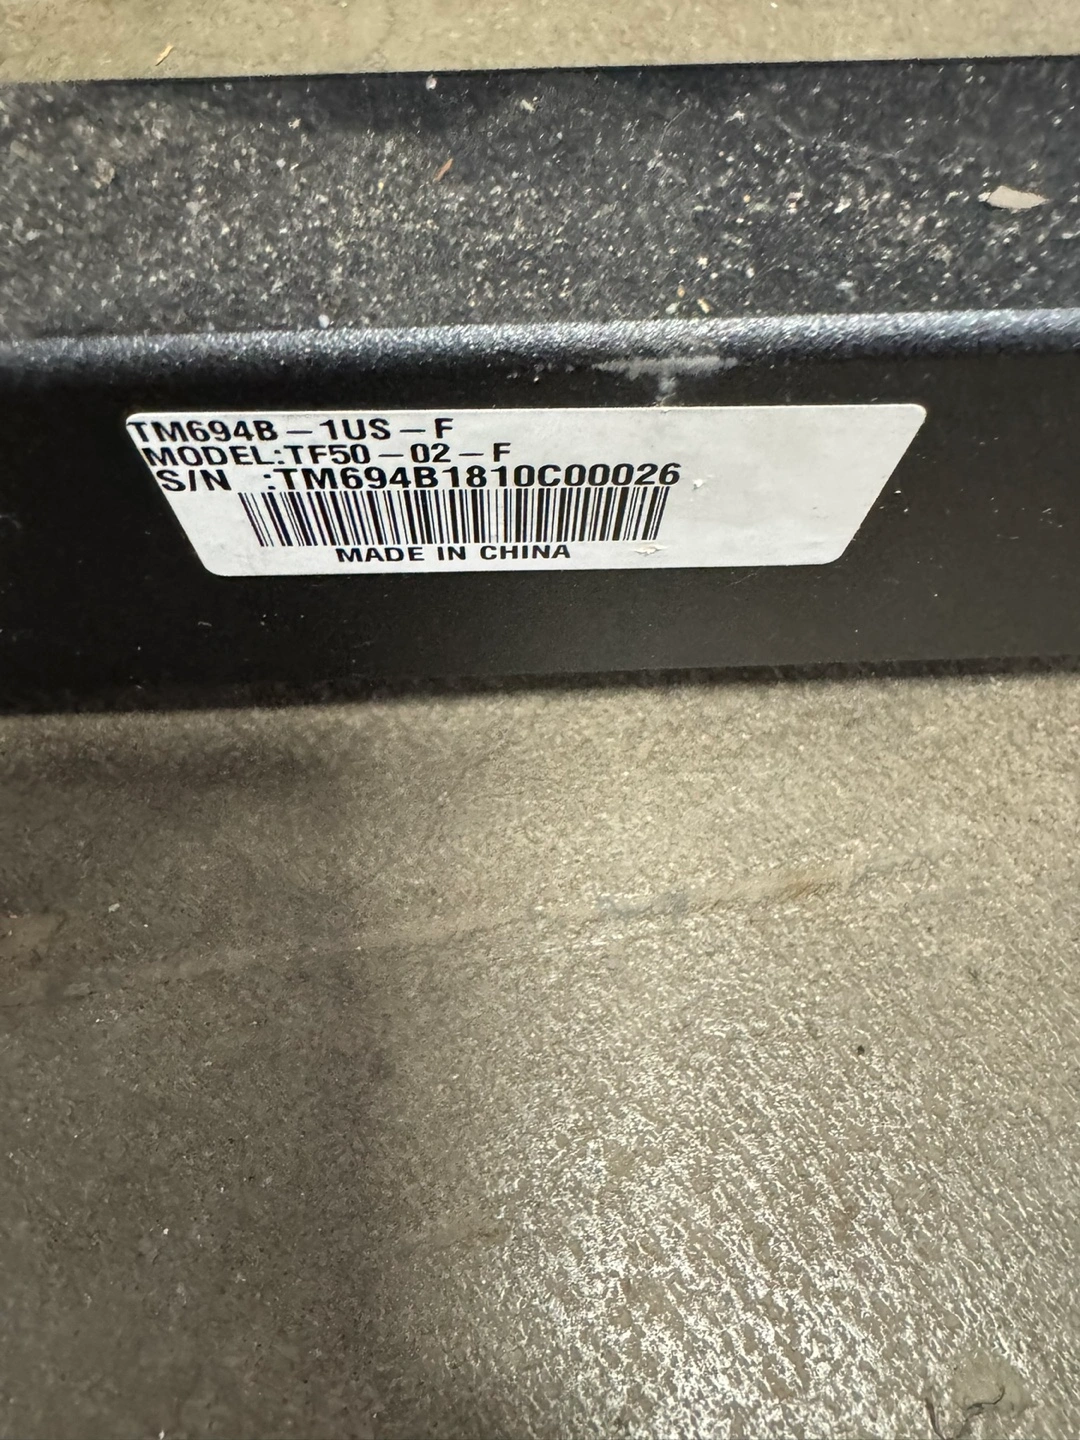 TM694B-1US-F
MODEL:TF50-02-F
S/N :TM694B1810C00026
MADE IN CHINA